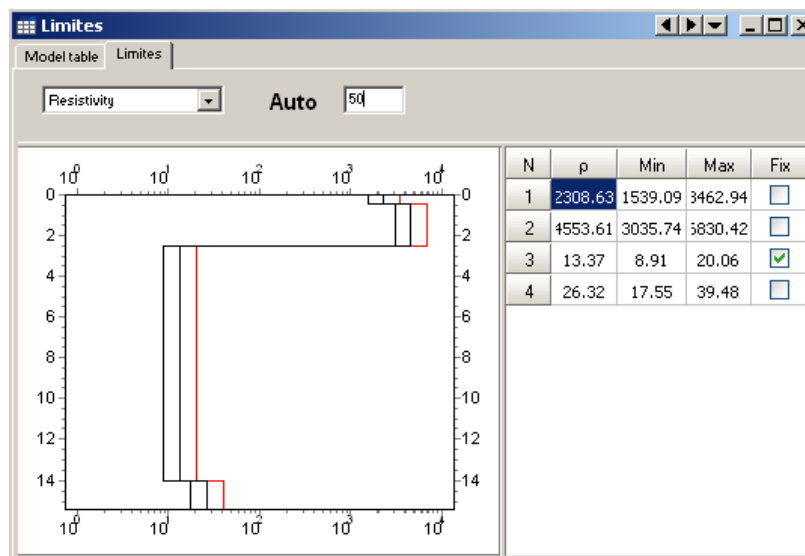 Limites
Model table Limites
Resistivity Auto 50
10^0 10^1 10^2 10^3 10^4
0 0
2 2
4 4
6 6
8 8
10 10
12 12
14 14
10^0 10^1 10^2 10^3 10^4
N ρ Min Max Fix
1 2308.63 1539.09 3462.94
2 4553.61 3035.74 6830.42
3 13.37 8.91 20.06
4 26.32 17.55 39.48